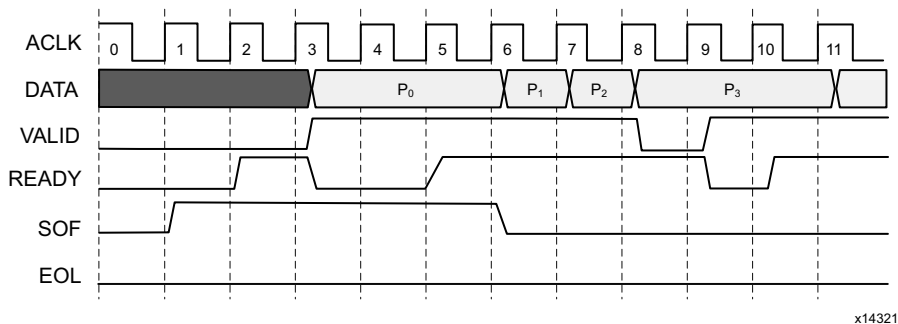 ACLK 0 1 2 3 4 5 6 7 8 9 10 11
DATA P₀ P₁ P₂ P₃
VALID
READY
SOF
EOL
x14321